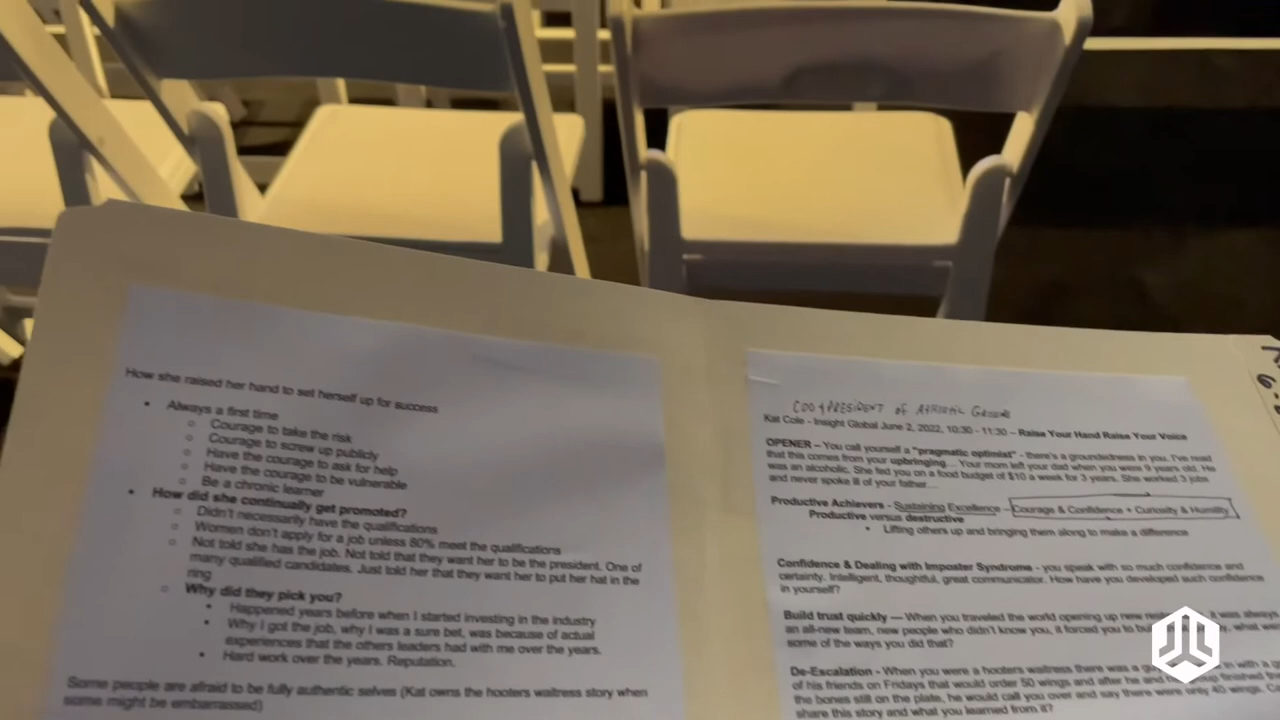 How she raised her hand to set herself up for success
• Always a first time
○ Courage to take the risk
○ Courage to screw up publicly
○ Have the courage to ask for help
○ Have the courage to be vulnerable
○ Be a chronic learner
• How did she continually get promoted?
○ Didn't necessarily have the qualifications
○ Women don't apply for a job unless 80% meet the qualifications
○ Not told she has the job. Not told that they want her to be the president. One of
many qualified candidates. Just told her that they want her to put her hat in the
ring
○ Why did they pick you?
▪ Happened years before when I started investing in the industry
▪ Why I got the job, why I was a sure bet, was because of actual
experiences that the others leaders had with me over the years.
▪ Hard work over the years. Reputation.
Some people are afraid to be fully authentic selves (Kat owns the hooters waitress story when
some might be embarrassed)
COO & PRESIDENT OF
Kat Cole - Insight Global June 2, 2022, 10:30 - 11:30 – Raise Your Hand Raise Your Voice
OPENER – You call yourself a "pragmatic optimist" - there's a groundedness in you. I've read
that this comes from your upbringing... Your mom left your dad when you were 9 years old. He
was an alcoholic. She fed you on a food budget of $10 a week for 3 years. She worked 3 jobs
and never spoke ill of your father...
Productive Achievers - Sustaining Excellence – Courage & Confidence + Curiosity & Humility
Productive versus destructive
• Lifting others up and bringing them along to make a difference
Confidence & Dealing with Imposter Syndrome - you speak with so much confidence and
certainty. Intelligent, thoughtful, great communicator. How have you developed such confidence
in yourself?
Build trust quickly — When you traveled the world opening up new it was always
an all-new team, new people who didn't know you, it forced you to what were
some of the ways you did that?
De-Escalation - When you were a hooters waitress there was a in with a
of his friends on Fridays that would order 50 wings and after he and finished
the bones still on the plate, he would call you over and say there were only 40 wings.
share this story and what you learned from it?